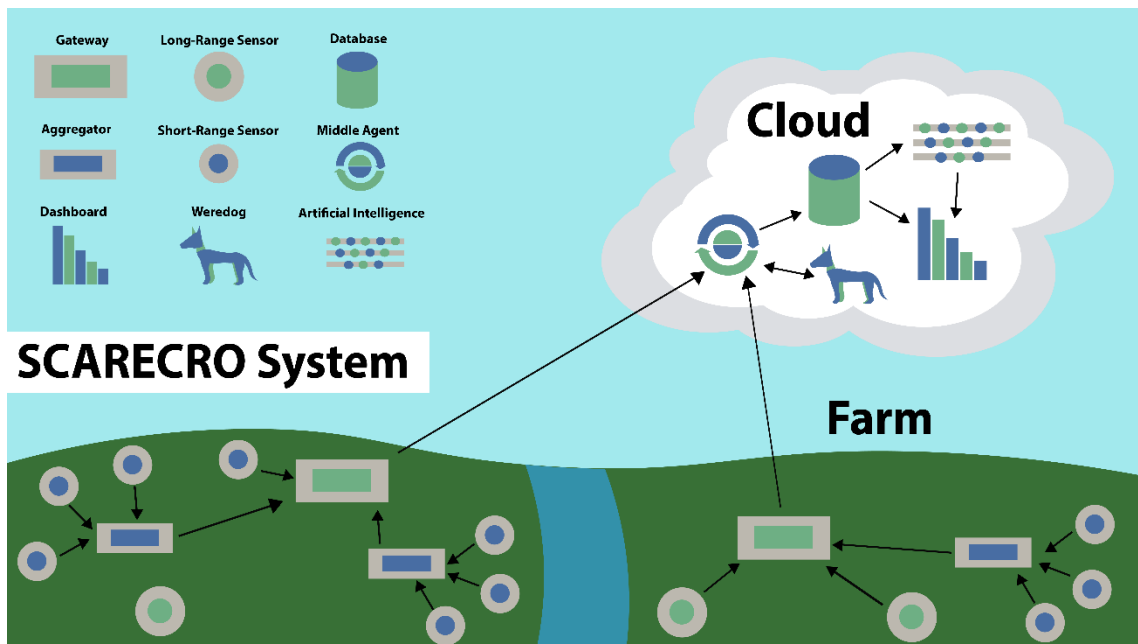 Gateway
Long-Range Sensor
Database
Aggregator
Short-Range Sensor
Middle Agent
Dashboard
Weredog
Artificial Intelligence
Cloud
SCARECRO System
Farm